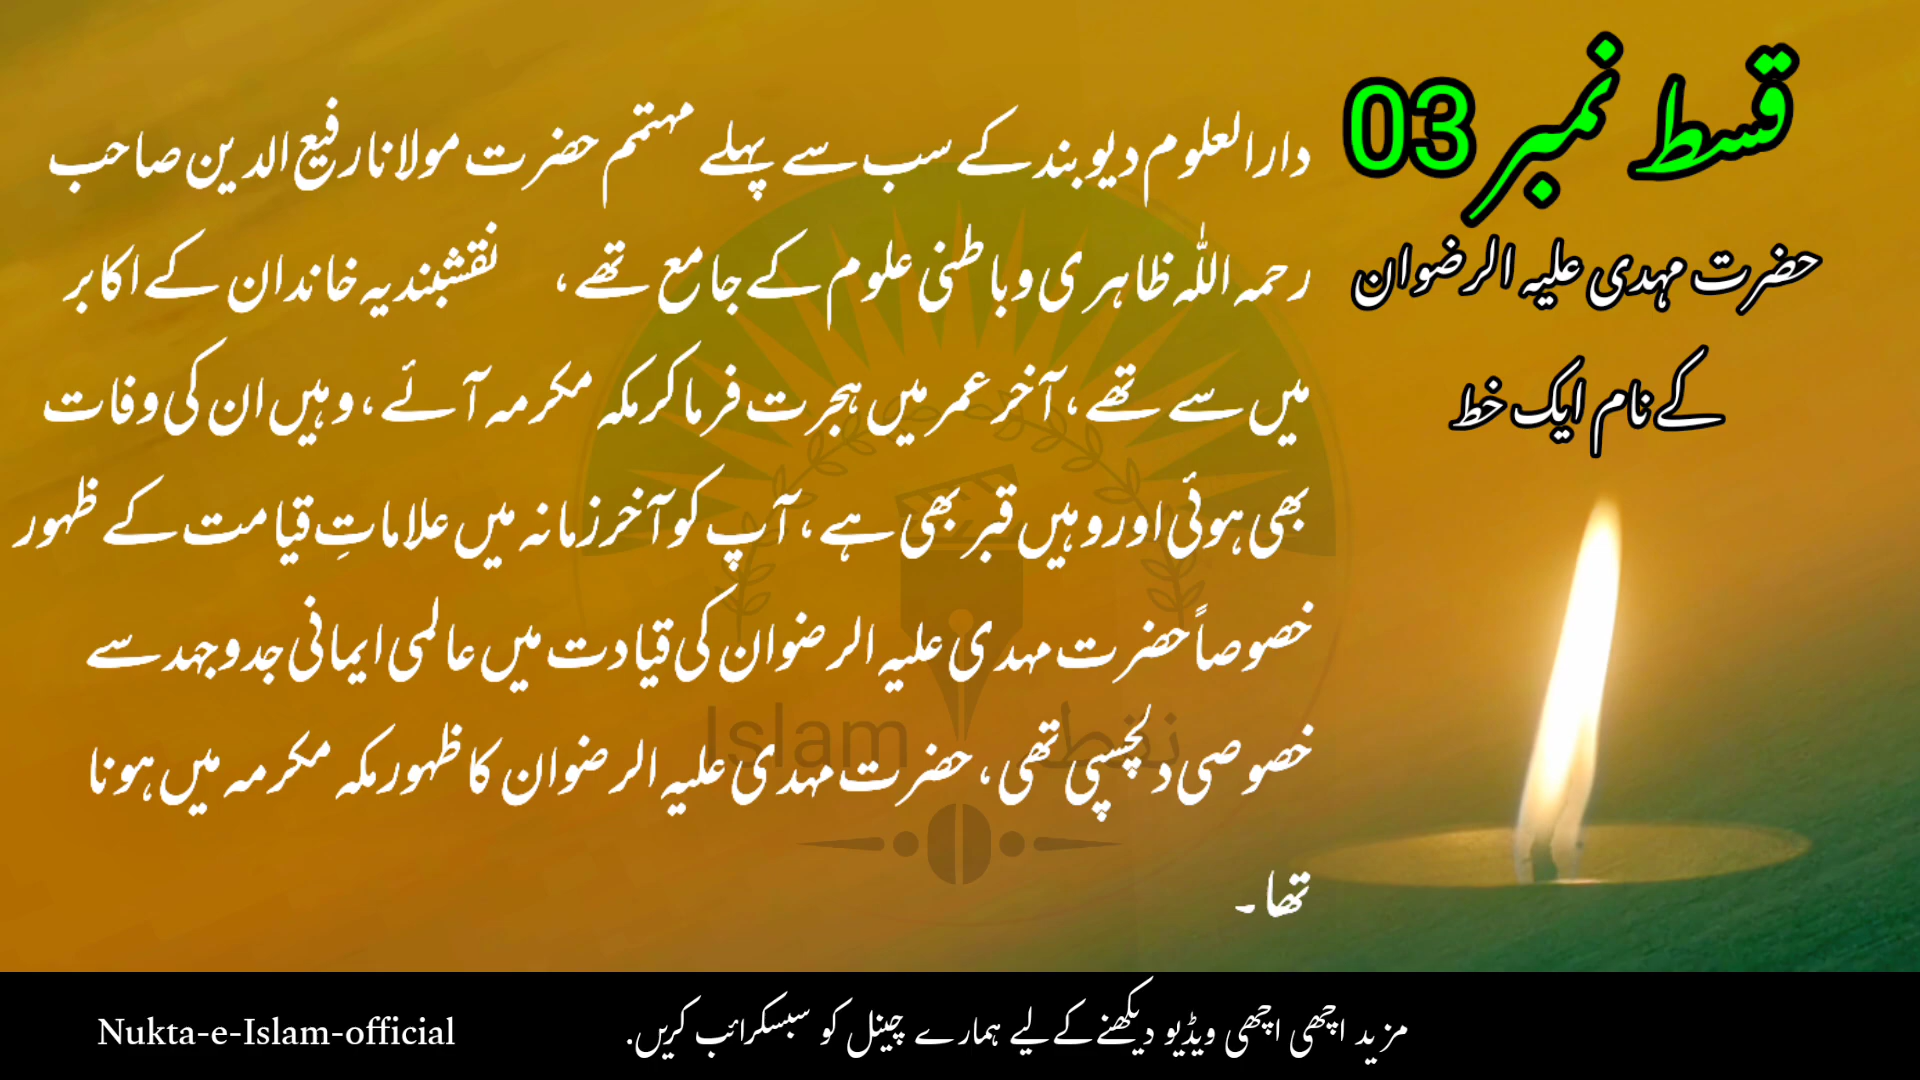 قسط نمبر 03
حضرت مہدی علیہ الرضوان
کے نام ایک خط
دارالعلوم دیوبند کے سب سے پہلے مہتمم حضرت مولانا رفیع الدین صاحب
رحمہ اللہ ظاہری و باطنی علوم کے جامع تھے، نقشبندیہ خاندان کے اکابر
میں سے تھے، آخر عمر میں ہجرت فرما کر مکہ مکرمہ آئے، وہیں ان کی وفات
بھی ہوئی اور وہیں قبر بھی ہے، آپ کو آخر زمانہ میں علاماتِ قیامت کے ظہور
خصوصاً حضرت مہدی علیہ الرضوان کی قیادت میں عالمی ایمانی جدوجہد سے
خصوصی دلچسپی تھی، حضرت مہدی علیہ الرضوان کا ظہور مکہ مکرمہ میں ہونا
تھا۔
Islam نقطہ
مزید اچھی اچھی ویڈیو دیکھنے کے لیے ہمارے چینل کو سبسکرائب کریں.
Nukta-e-Islam-official